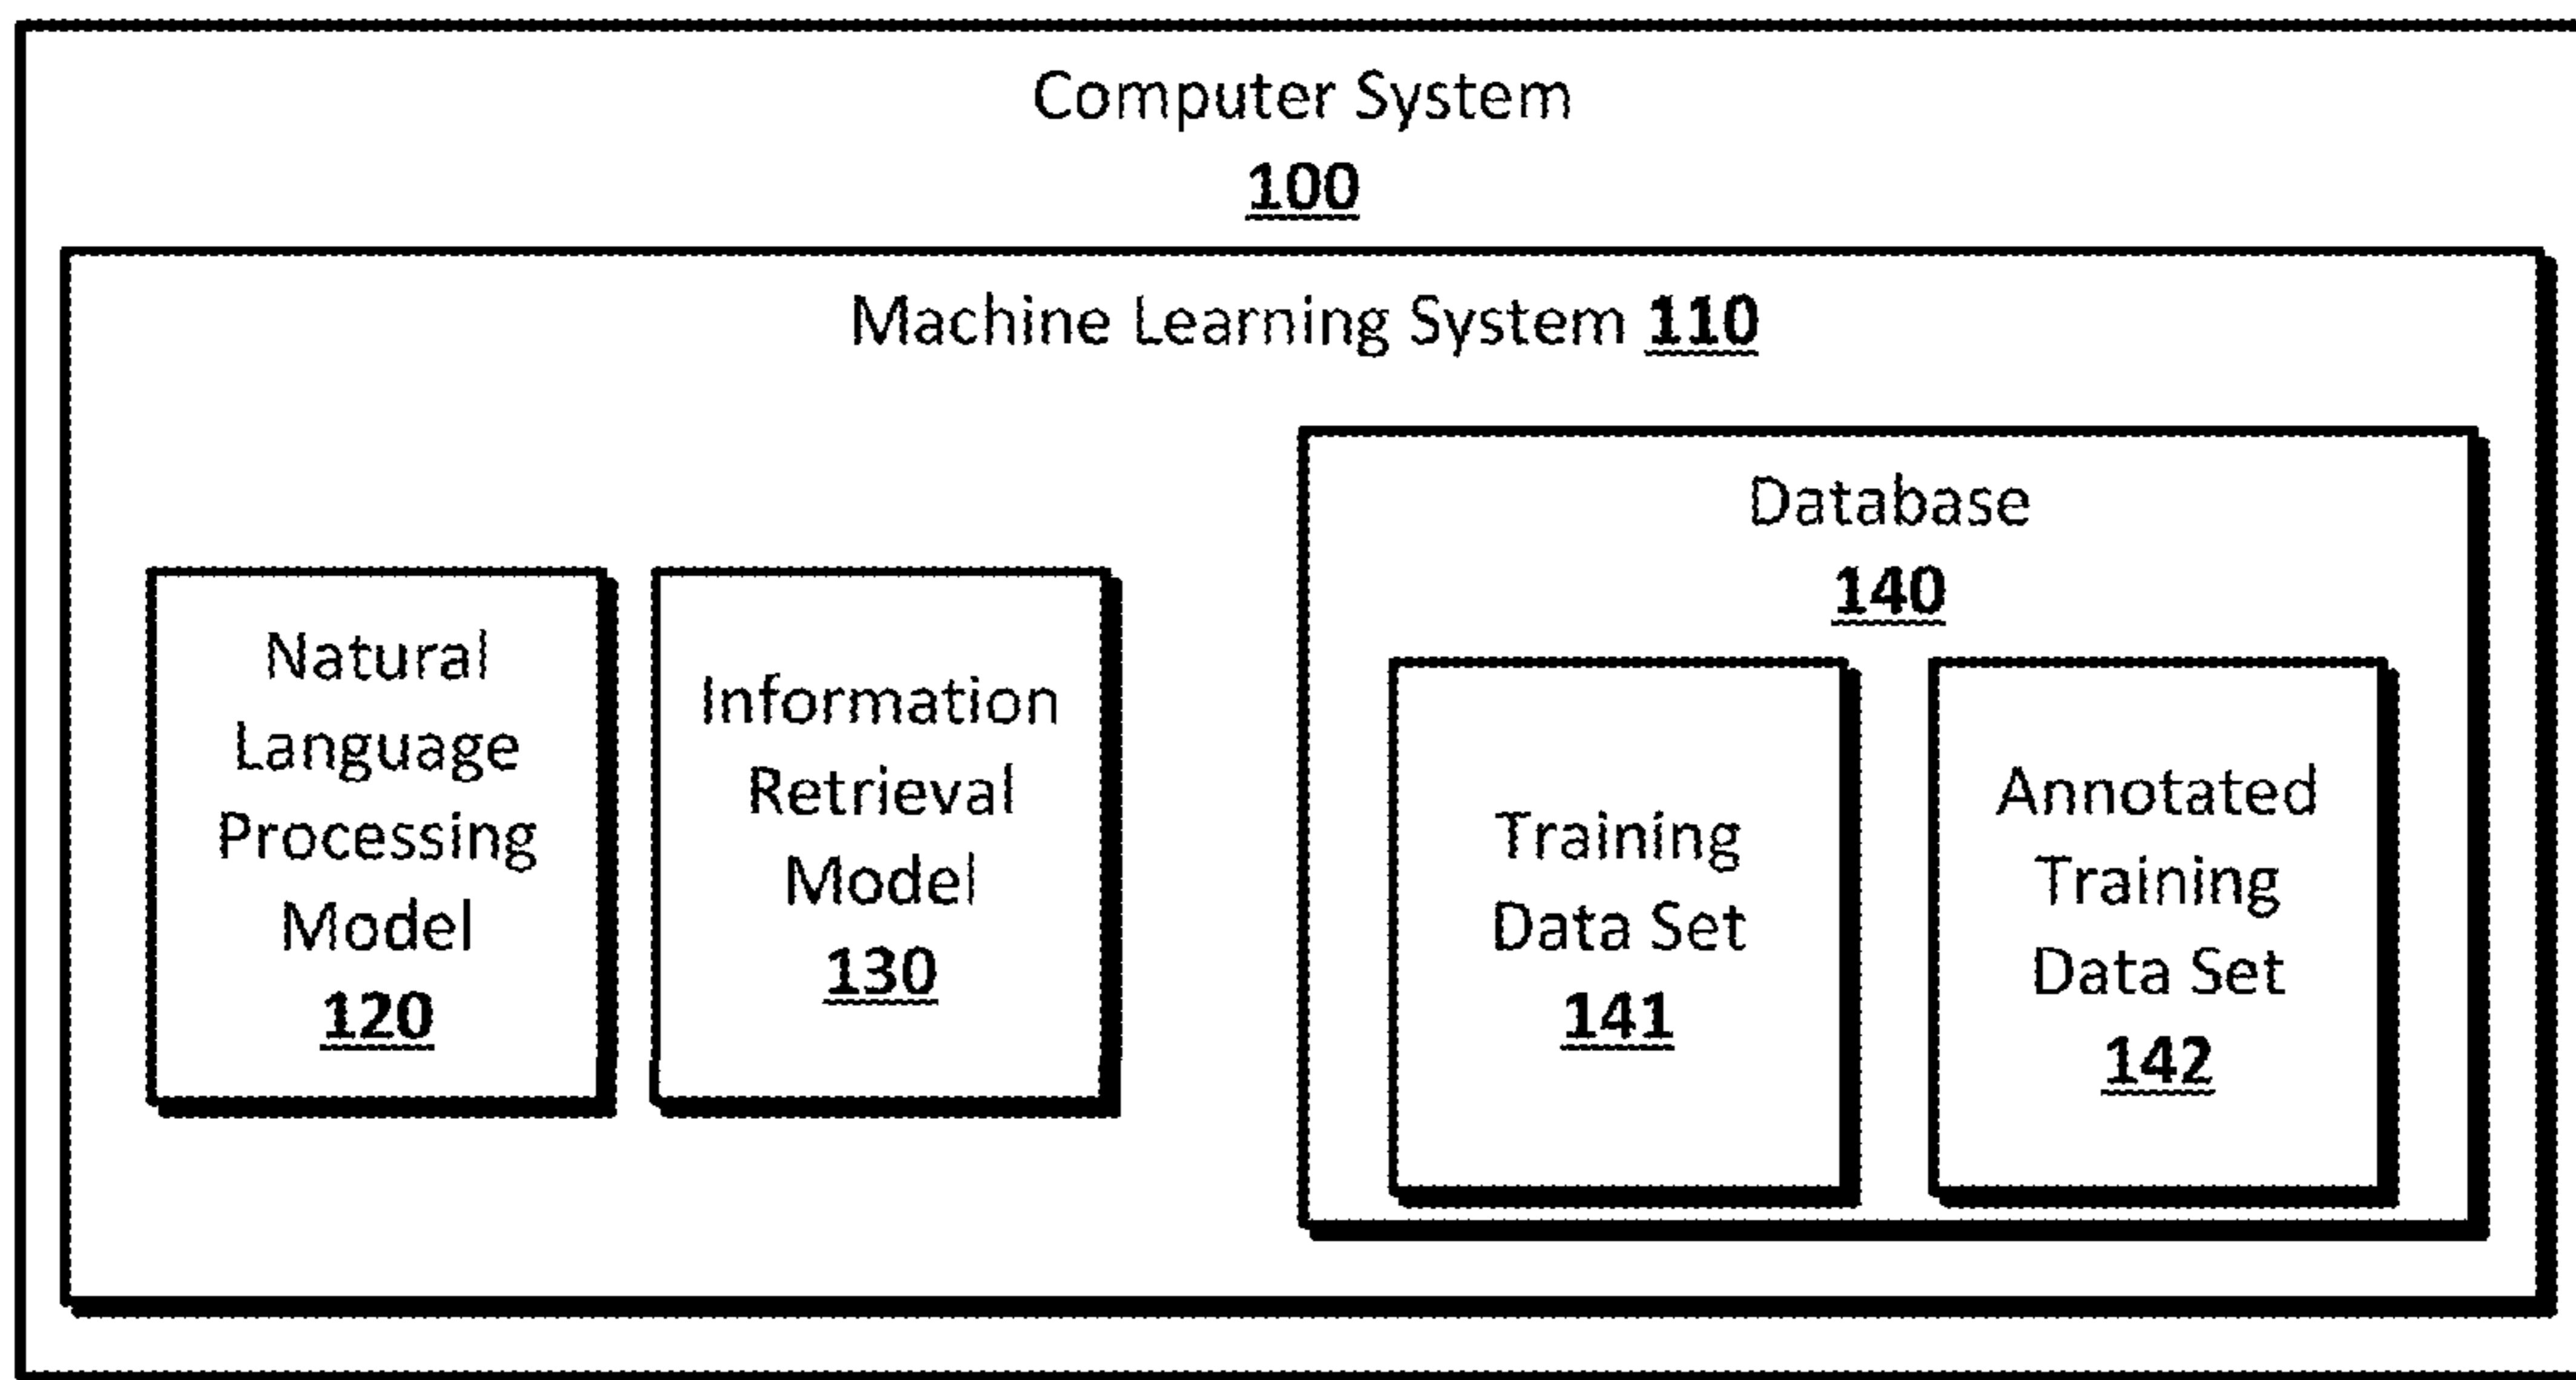 Computer System
100
Machine Learning System 110
Natural
Language
Processing
Model
120
Information
Retrieval
Model
130
Database
140
Training
Data Set
141
Annotated
Training
Data Set
142